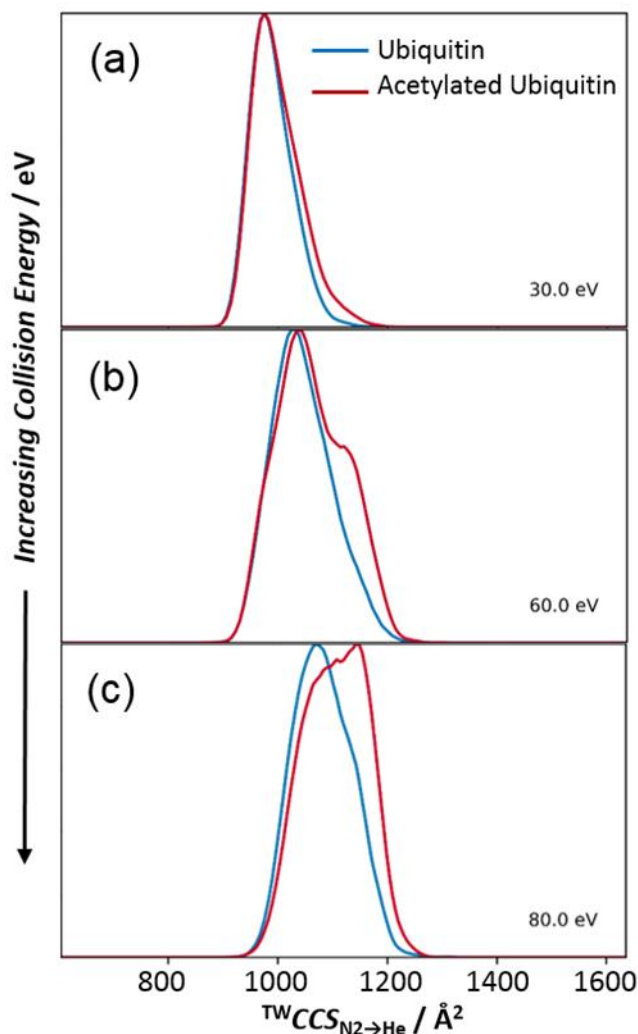 (a)
Ubiquitin
Acetylated Ubiquitin
30.0 eV
(b)
60.0 eV
(c)
80.0 eV
Increasing Collision Energy / eV
800 1000 1200 1400 1600
TWCCSN2→He / Å2